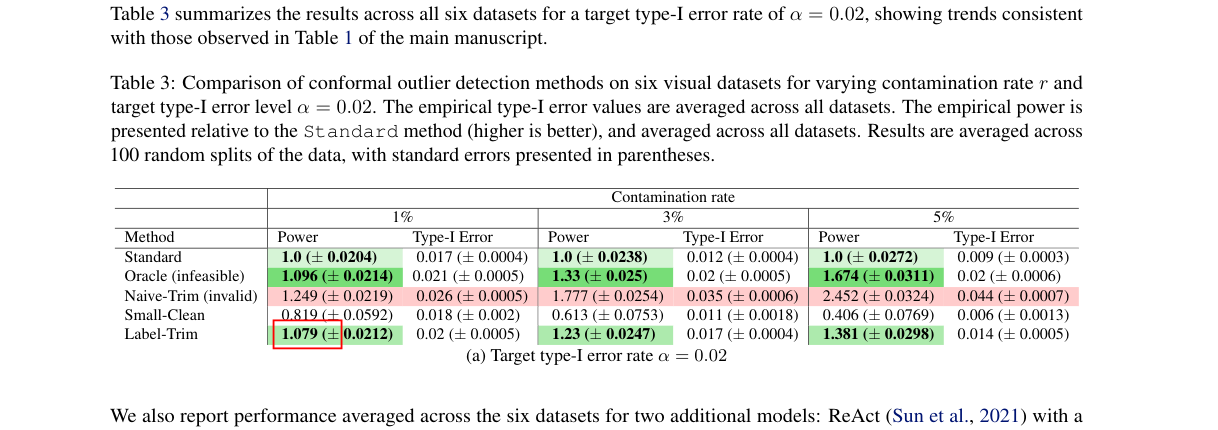 Table 3 summarizes the results across all six datasets for a target type-I error rate of α = 0.02, showing trends consistent
with those observed in Table 1 of the main manuscript.
Table 3: Comparison of conformal outlier detection methods on six visual datasets for varying contamination rate r and
target type-I error level α = 0.02. The empirical type-I error values are averaged across all datasets. The empirical power is
presented relative to the Standard method (higher is better), and averaged across all datasets. Results are averaged across
100 random splits of the data, with standard errors presented in parentheses.
Contamination rate
1% 3% 5%
Method Power Type-I Error Power Type-I Error Power Type-I Error
Standard 1.0 (± 0.0204) 0.017 (± 0.0004) 1.0 (± 0.0238) 0.012 (± 0.0004) 1.0 (± 0.0272) 0.009 (± 0.0003)
Oracle (infeasible) 1.096 (± 0.0214) 0.021 (± 0.0005) 1.33 (± 0.025) 0.02 (± 0.0005) 1.674 (± 0.0311) 0.02 (± 0.0006)
Naive-Trim (invalid) 1.249 (± 0.0219) 0.026 (± 0.0005) 1.777 (± 0.0254) 0.035 (± 0.0006) 2.452 (± 0.0324) 0.044 (± 0.0007)
Small-Clean 0.819 (± 0.0592) 0.018 (± 0.002) 0.613 (± 0.0753) 0.011 (± 0.0018) 0.406 (± 0.0769) 0.006 (± 0.0013)
Label-Trim 1.079 (± 0.0212) 0.02 (± 0.0005) 1.23 (± 0.0247) 0.017 (± 0.0004) 1.381 (± 0.0298) 0.014 (± 0.0005)
(a) Target type-I error rate α = 0.02
We also report performance averaged across the six datasets for two additional models: ReAct (Sun et al., 2021) with a